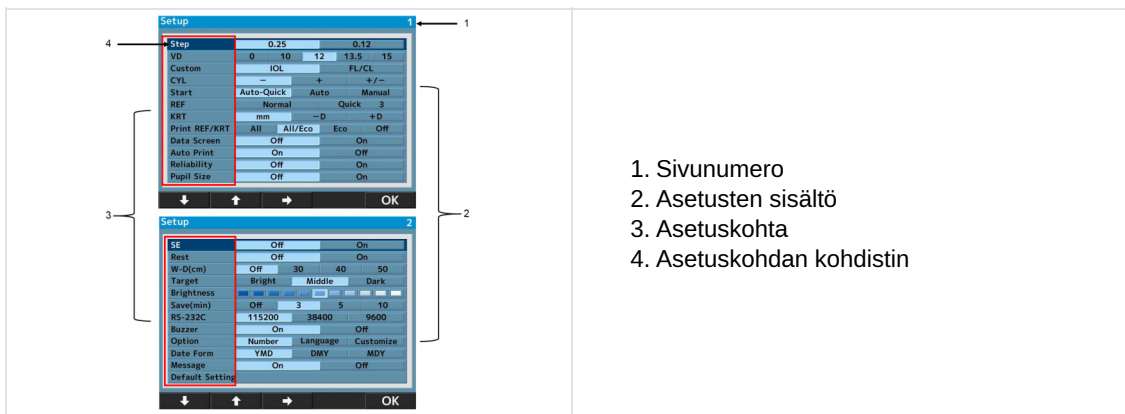 Setup 1
1
4
Step 0.25 0.12
VD 0 10 12 13.5 15
Custom IOL FL/CL
CYL − + +/−
Start Auto-Quick Auto Manual
REF Normal Quick 3
KRT mm −D +D
Print REF/KRT All All/Eco Eco Off
Data Screen Off On
Auto Print On Off
Reliability Off On
Pupil Size Off On
OK
3
2
Setup 2
SE Off On
Rest Off On
W-D(cm) Off 30 40 50
Target Bright Middle Dark
Brightness
Save(min) Off 3 5 10
RS-232C 115200 38400 9600
Buzzer On Off
Option Number Language Customize
Date Form YMD DMY MDY
Message On Off
Default Setting
OK
1. Sivunumero
2. Asetusten sisältö
3. Asetuskohta
4. Asetuskohdan kohdistin